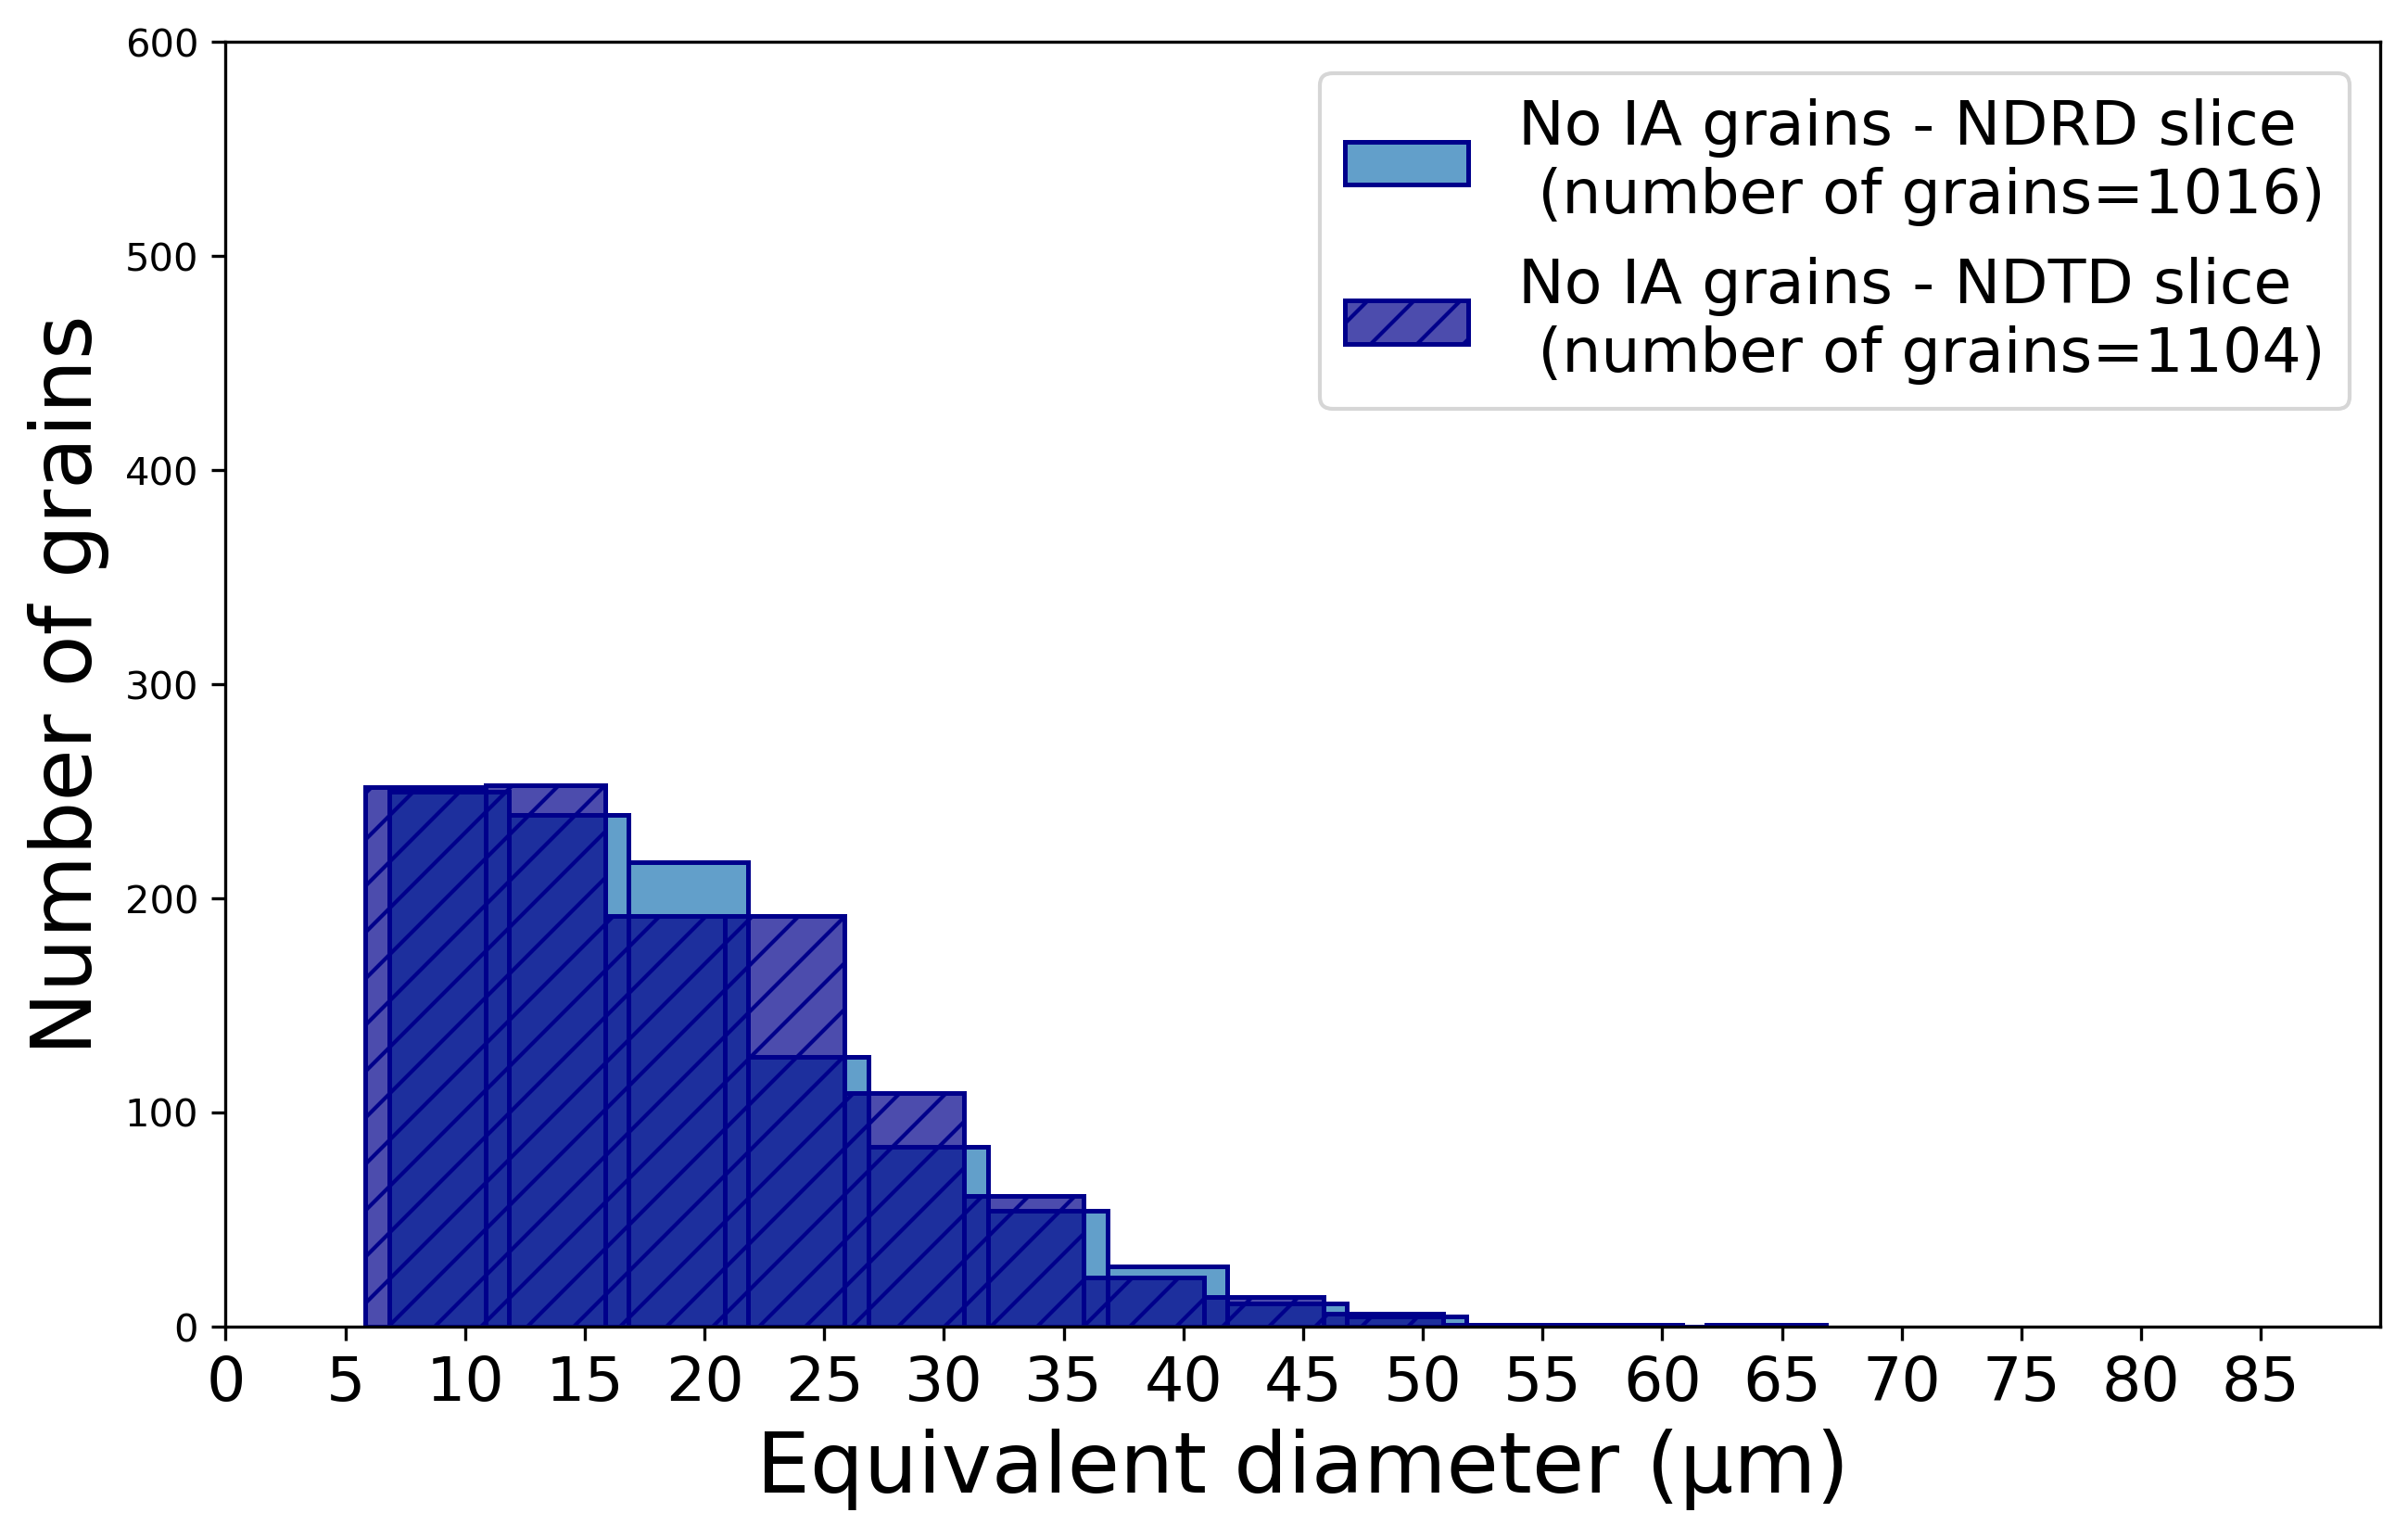 600
500
400
300
200
100
0
Number of grains
No IA grains - NDRD slice
(number of grains=1016)
No IA grains - NDTD slice
(number of grains=1104)
0 5 10 15 20 25 30 35 40 45 50 55 60 65 70 75 80 85
Equivalent diameter (µm)